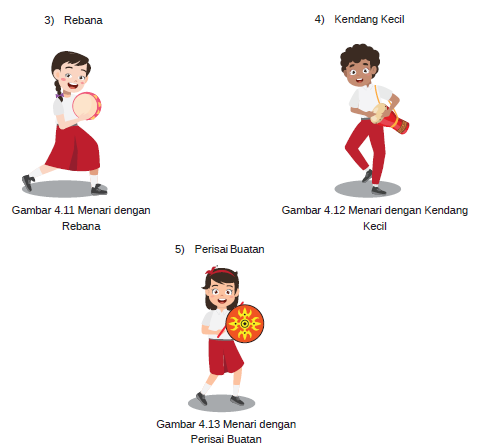 3) Rebana
4) Kendang Kecil
Gambar 4.11 Menari dengan
Rebana
Gambar 4.12 Menari dengan Kendang
Kecil
5) Perisai Buatan
Gambar 4.13 Menari dengan
Perisai Buatan